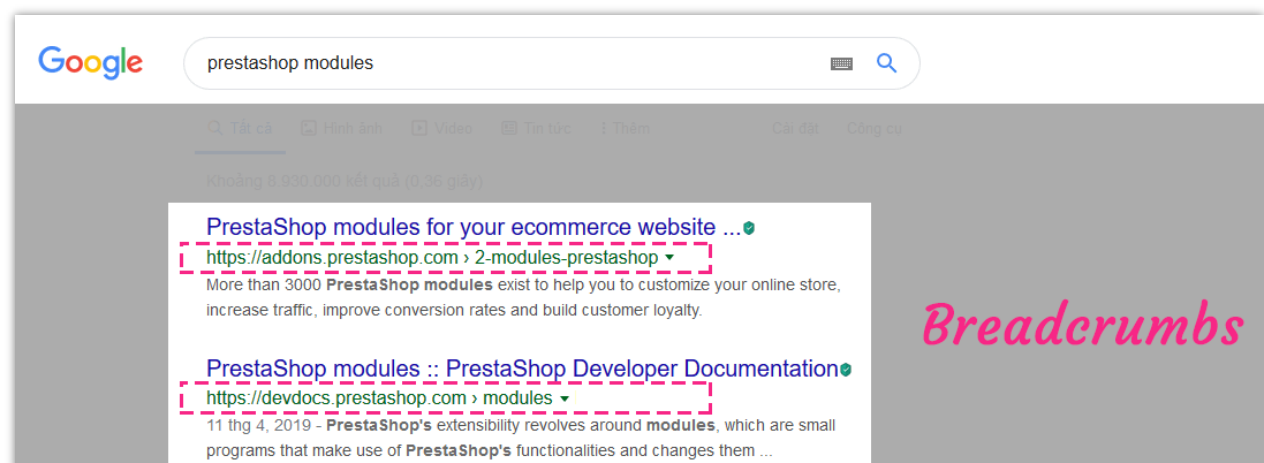 Google
prestashop modules
Tất cả Hình ảnh Video Tin tức Thêm Cài đặt Công cụ
Khoảng 8.930.000 kết quả (0,36 giây)
PrestaShop modules for your ecommerce website ...
https://addons.prestashop.com › 2-modules-prestashop
More than 3000 PrestaShop modules exist to help you to customize your online store,
increase traffic, improve conversion rates and build customer loyalty.
Breadcrumbs
PrestaShop modules :: PrestaShop Developer Documentation
https://devdocs.prestashop.com › modules
11 thg 4, 2019 - PrestaShop's extensibility revolves around modules, which are small
programs that make use of PrestaShop's functionalities and changes them ...